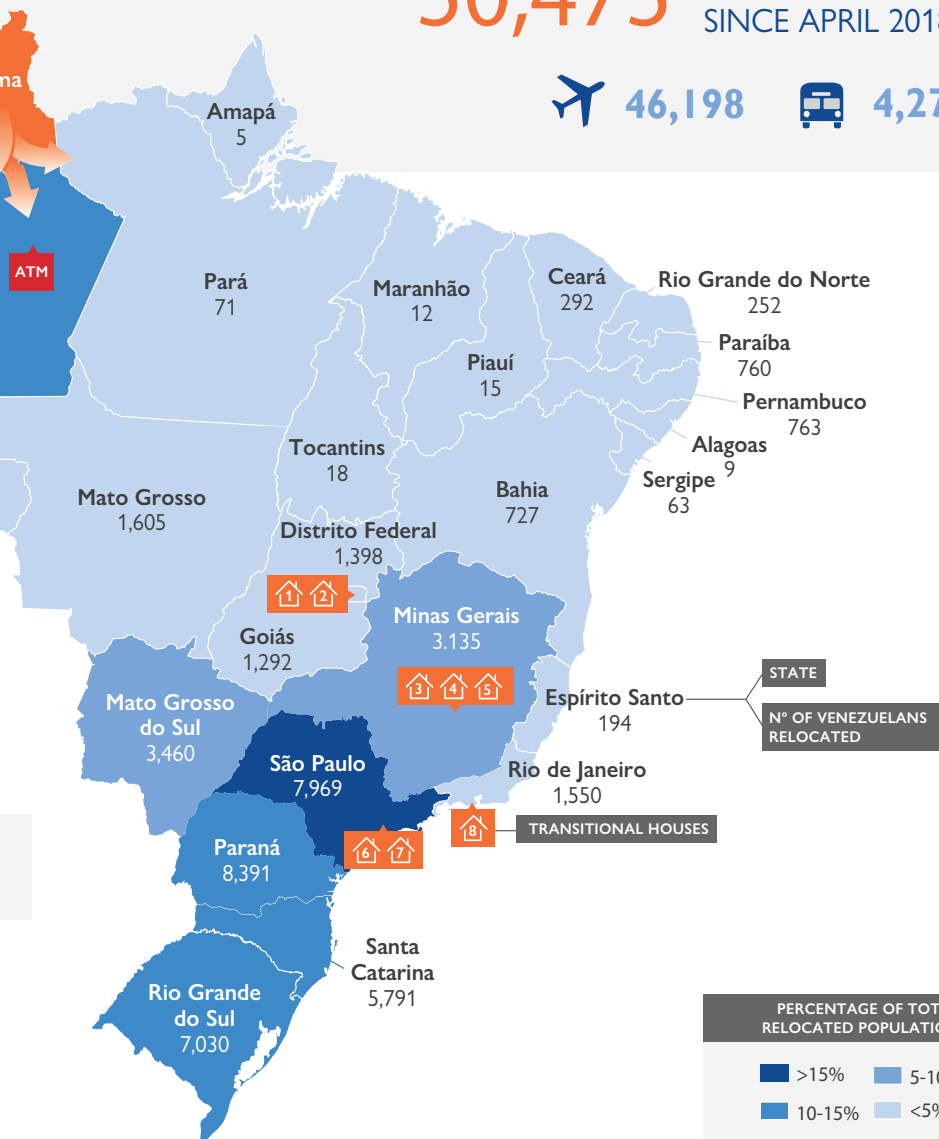 SINCE APRIL 2018
46,198
Amapá
5
ATM
Pará
71
Maranhão
12
Ceará
292
Rio Grande do Norte
252
Paraíba
760
Piauí
15
Pernambuco
763
Alagoas
9
Sergipe
63
Tocantins
18
Bahia
727
Mato Grosso
1,605
Distrito Federal
1,398
1 2
Goiás
1,292
Minas Gerais
3.135
3 4 5
STATE
Espírito Santo
194
Nº OF VENEZUELANS
RELOCATED
Mato Grosso
do Sul
3,460
São Paulo
7,969
Rio de Janeiro
1,550
8
TRANSITIONAL HOUSES
6 7
Paraná
8,391
Santa
Catarina
5,791
Rio Grande
do Sul
7,030
PERCENTAGE OF TOT
RELOCATED POPULATIO
>15%
5-10
10-15%
<5%